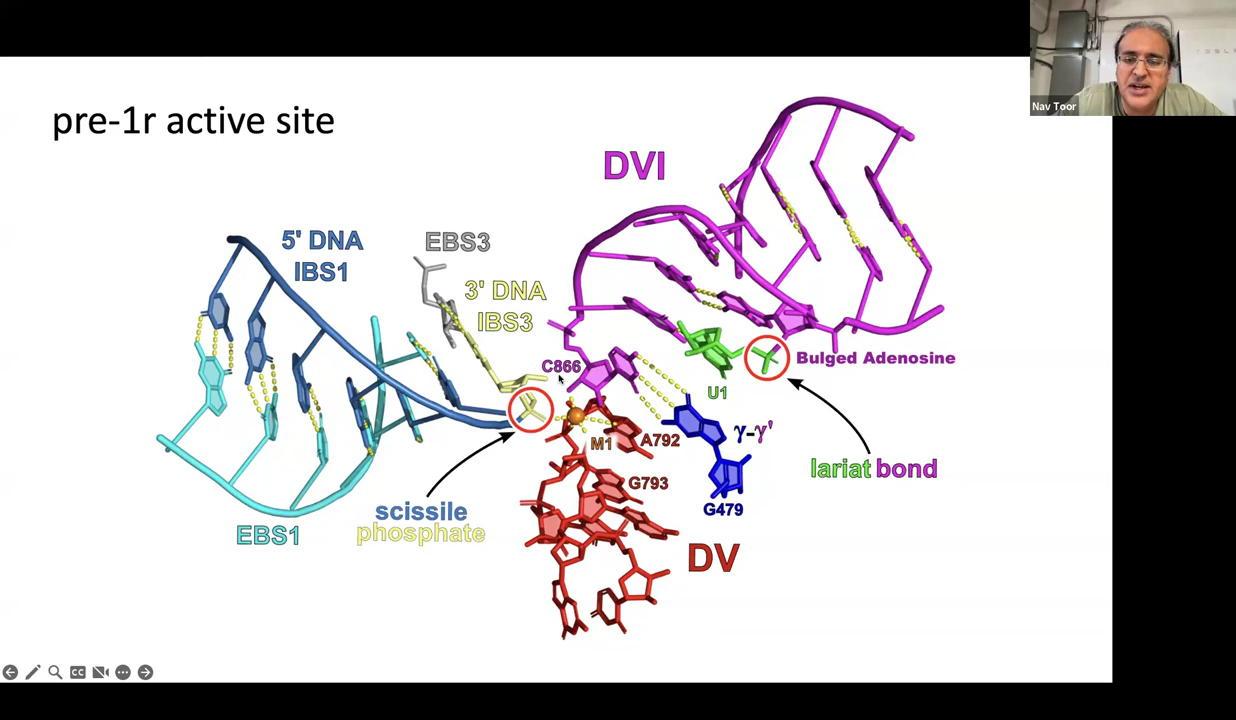 pre-1r active site
Nav Toor
DVI
5' DNA
IBS1
EBS3
3' DNA
IBS3
C866
Bulged Adenosine
U1
γ-γ'
A792
M1
lariat bond
G793
G479
scissile
phosphate
EBS1
DV